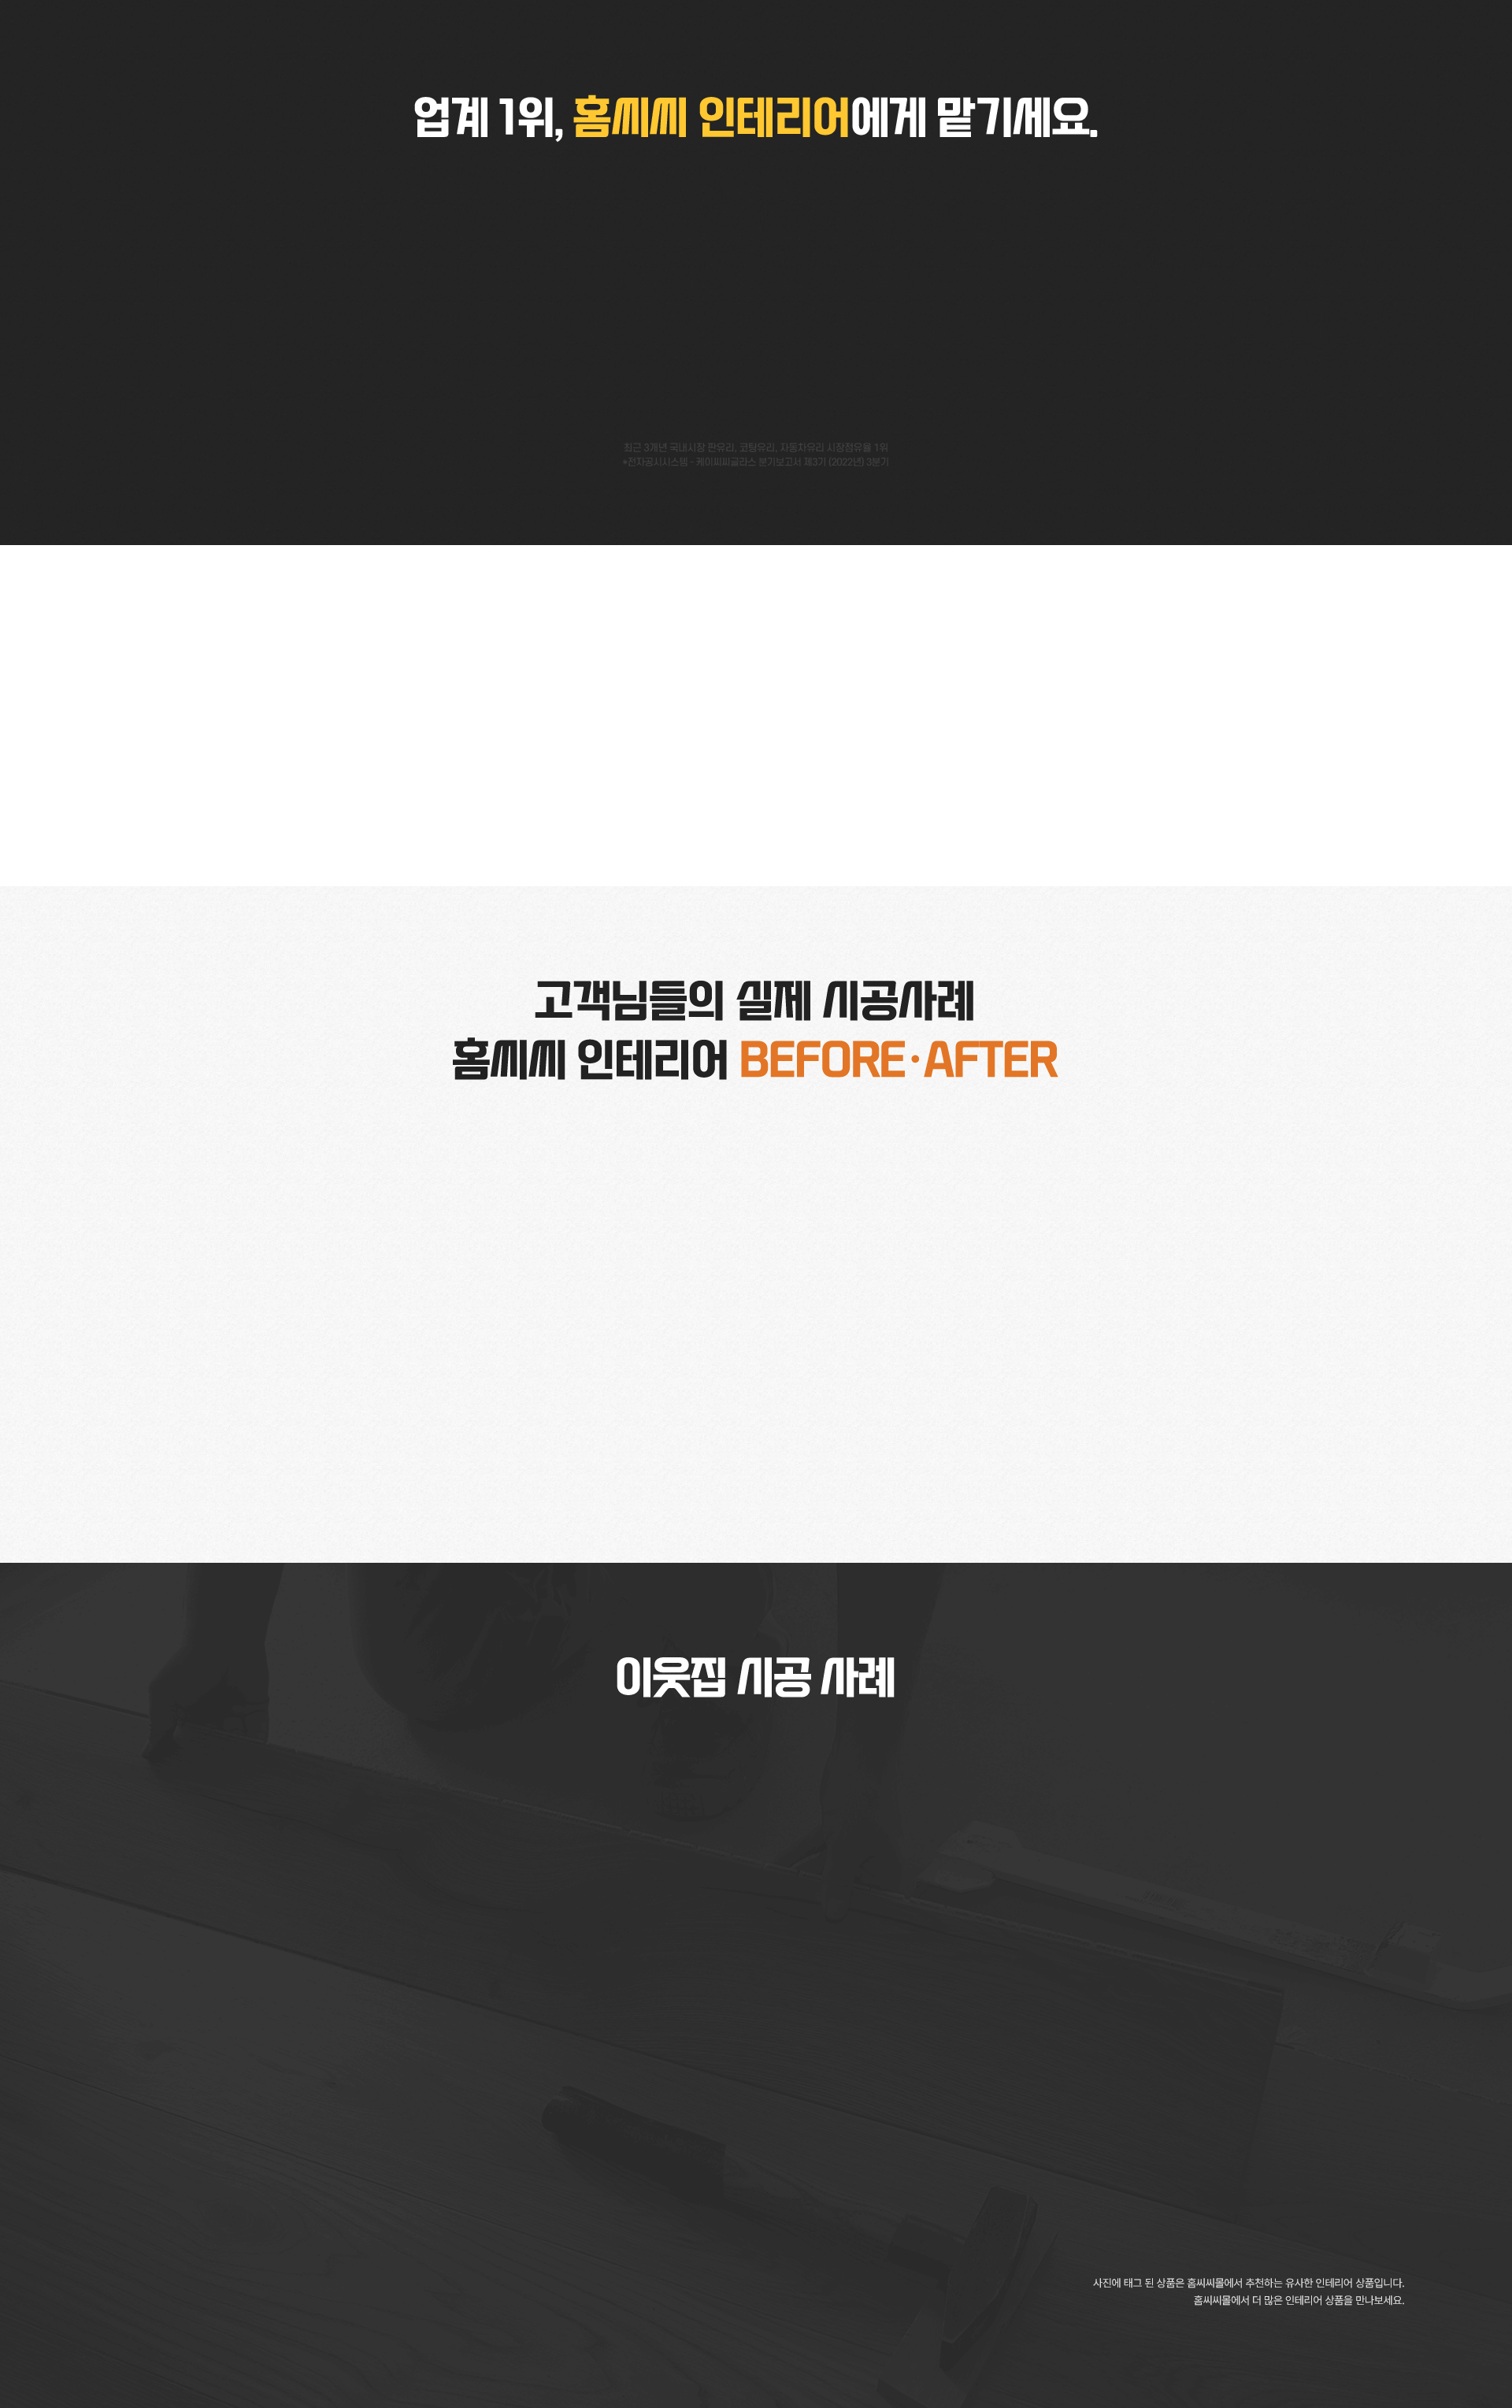 업계 1위, 홈씨씨 인테리어에게 맡기세요.
최근 3개년 국내시장 판유리, 코팅유리, 자동차유리 시장점유율 1위
*전자공시시스템 - 케이씨씨글라스 분기보고서 제3기 (2022년) 3분기
고객님들의 실제 시공사례
홈씨씨 인테리어 BEFORE·AFTER
이웃집 시공 사례
사진에 태그 된 상품은 홈씨씨몰에서 추천하는 유사한 인테리어 상품입니다.
홈씨씨몰에서 더 많은 인테리어 상품을 만나보세요.